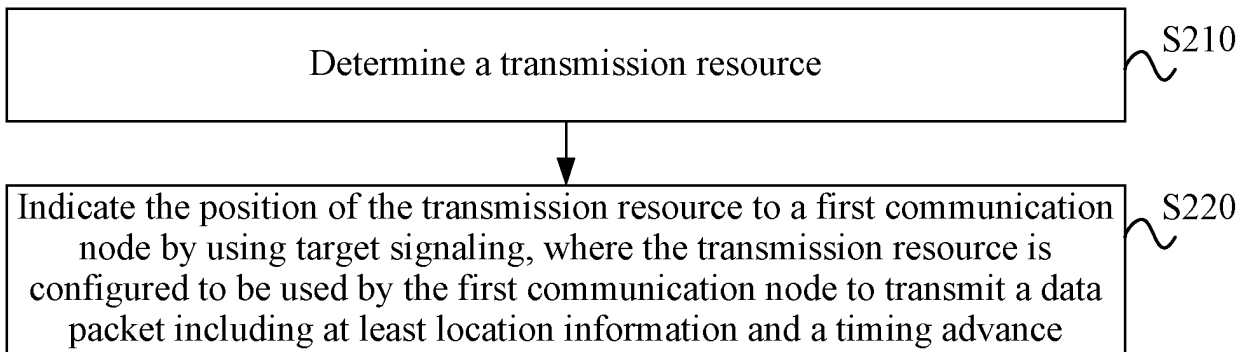 Determine a transmission resource
S210
Indicate the position of the transmission resource to a first communication
node by using target signaling, where the transmission resource is
configured to be used by the first communication node to transmit a data
packet including at least location information and a timing advance
S220